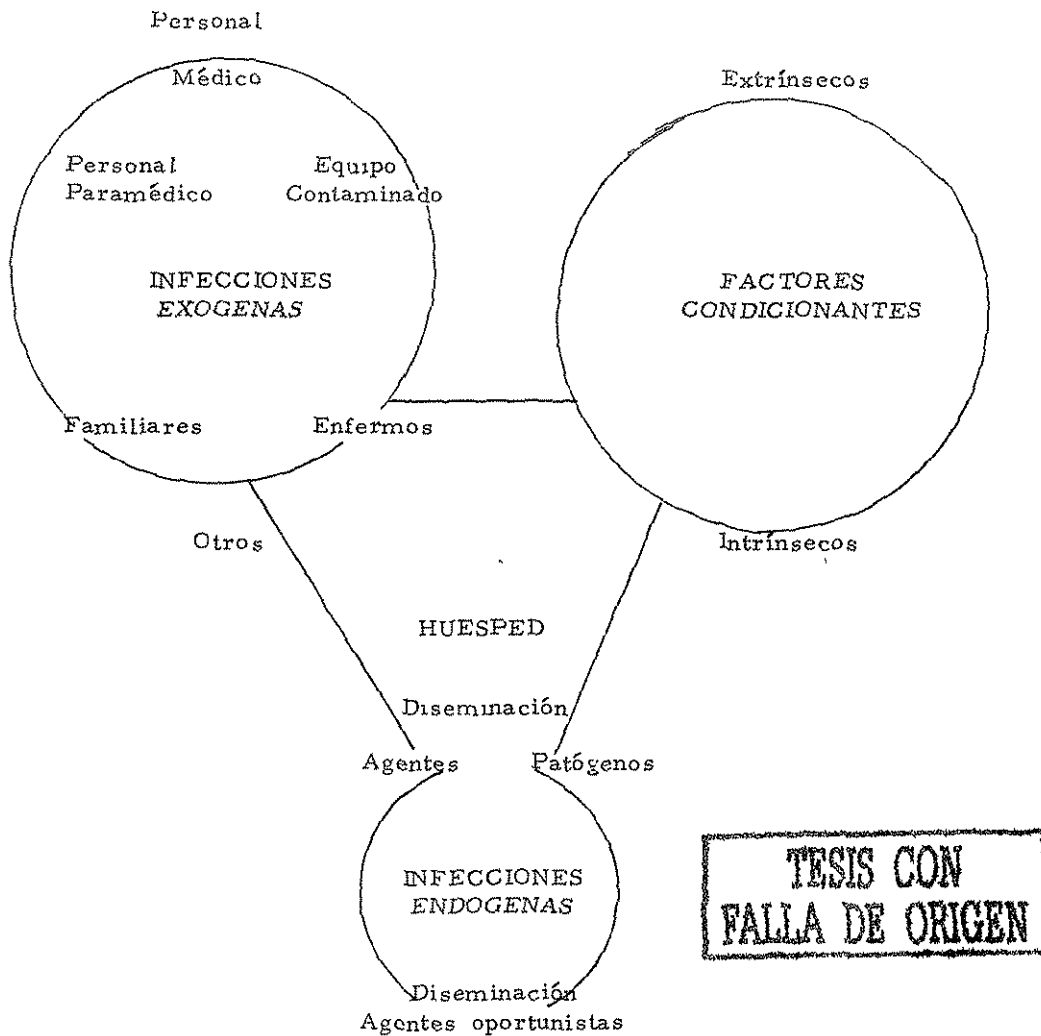 Personal
Médico
Extrínsecos
Personal
Paramédico
Equipo
Contaminado
INFECCIONES
EXOGENAS
FACTORES
CONDICIONANTES
Familiares
Enfermos
Otros
Intrínsecos
HUESPED
Diseminación
Agentes
Patógenos
INFECCIONES
ENDOGENAS
TESIS CON
FALLA DE ORIGEN
Diseminación
Agentes oportunistas